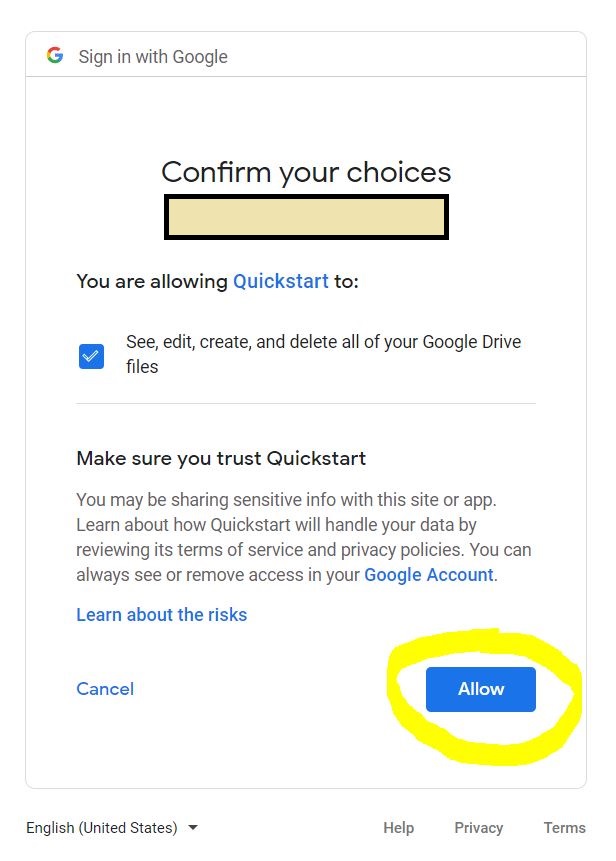 Sign in with Google
Confirm your choices
You are allowing Quickstart to:
See, edit, create, and delete all of your Google Drive
files
Make sure you trust Quickstart
You may be sharing sensitive info with this site or app.
Learn about how Quickstart will handle your data by
reviewing its terms of service and privacy policies. You can
always see or remove access in your Google Account.
Learn about the risks
Cancel
Allow
English (United States)
Help
Privacy
Terms